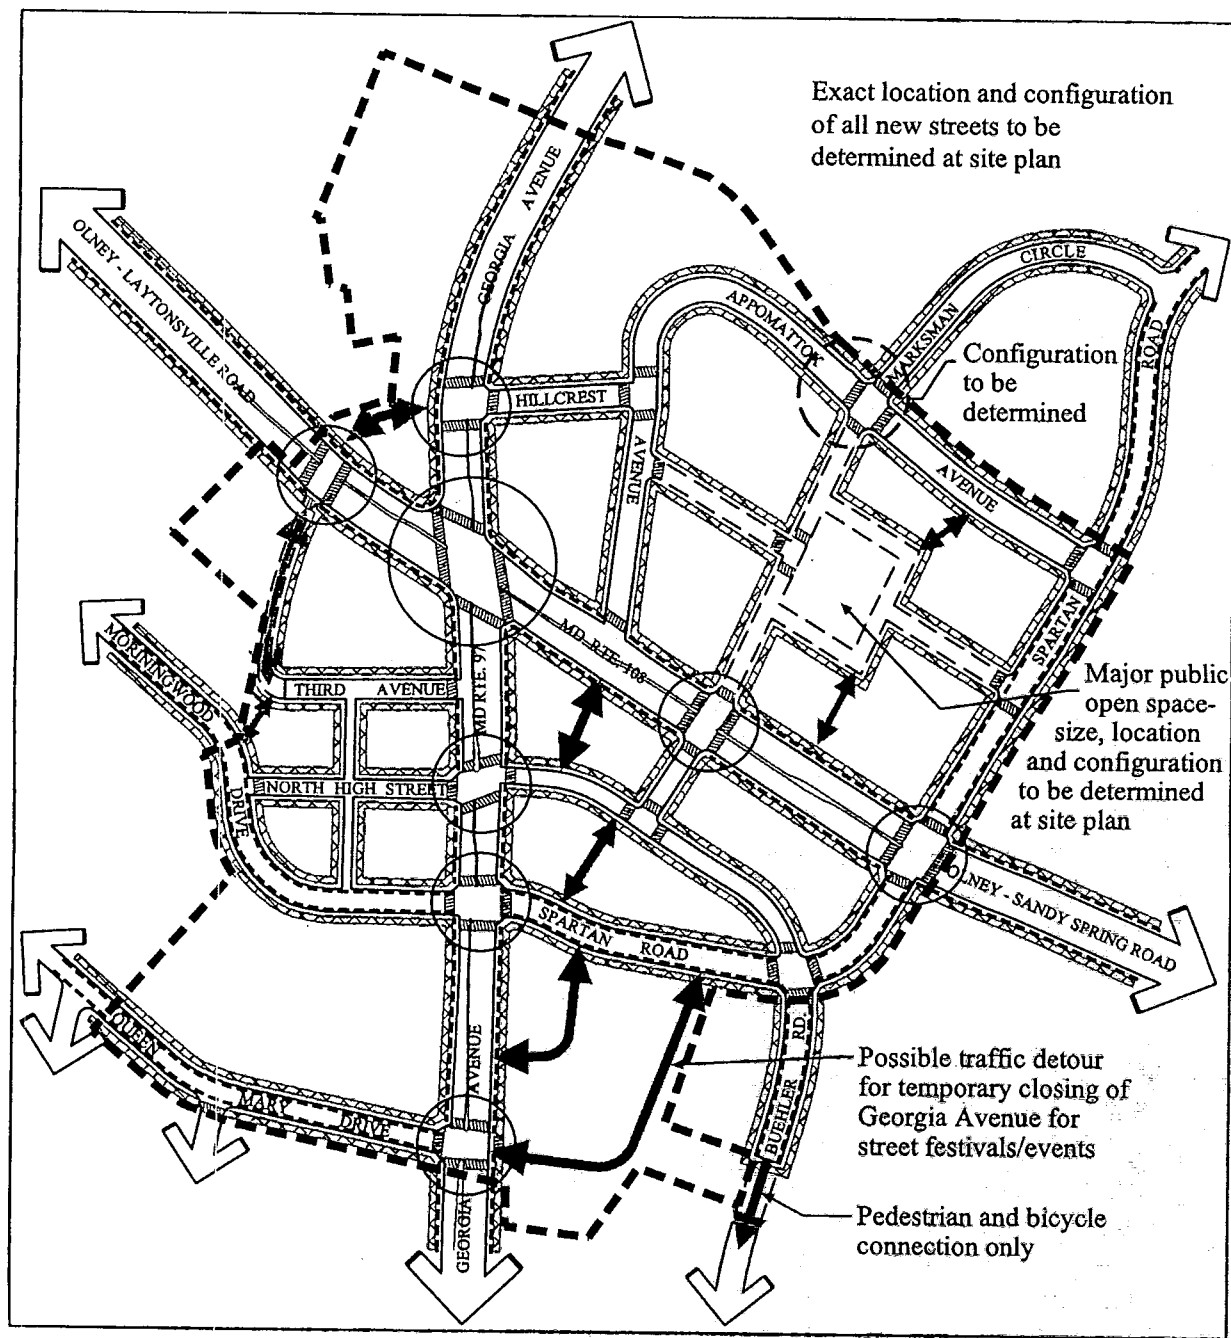 Exact location and configuration
of all new streets to be
determined at site plan
GEORGIA AVENUE
OLNEY - LAYTONSVILLE ROAD
CIRCLE
MARKSMAN
APPOMATTOX
ROAD
Configuration
to be
determined
HILLCREST
AVENUE
AVENUE
SPARTAN
MD. RTE. 108
MD RTE. 97
MORNINGWOOD
DRIVE
THIRD AVENUE
NORTH HIGH STREET
Major public
open space-
size, location
and configuration
to be determined
at site plan
OLNEY - SANDY SPRING ROAD
SPARTAN ROAD
QUEEN
MARY
DRIVE
AVENUE
GEORGIA
BUEHLER RD.
Possible traffic detour
for temporary closing of
Georgia Avenue for
street festivals/events
Pedestrian and bicycle
connection only